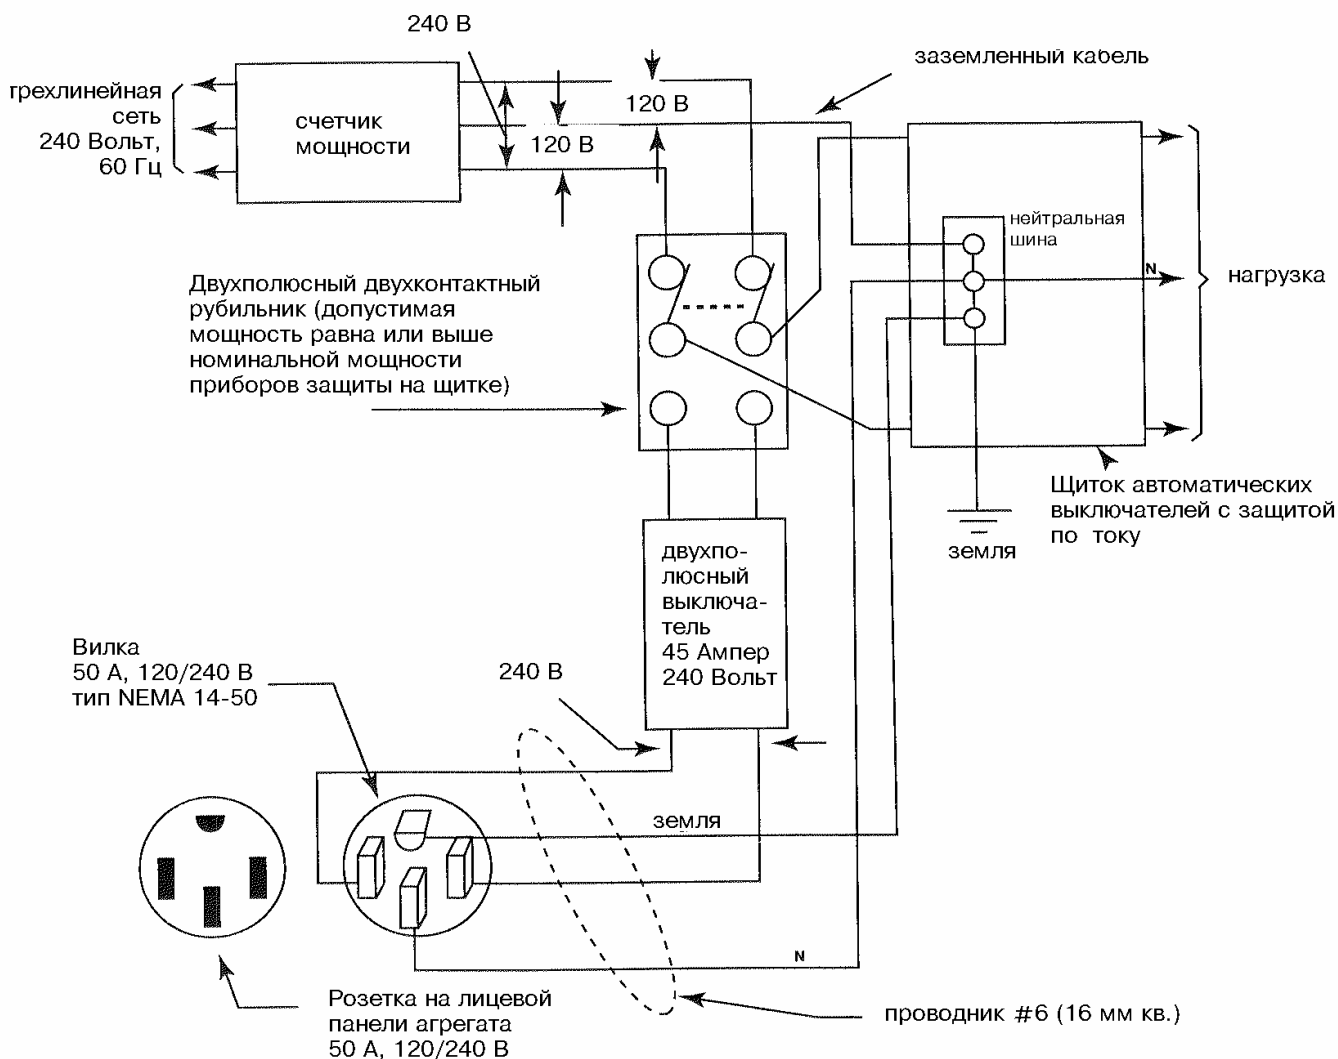 240 В
заземленный кабель
трехлинейная
сеть
240 Вольт,
60 Гц
счетчик
мощности
120 В
120 В
нейтральная
шина
N
нагрузка
Двухполюсный двухконтактный
рубильник (допустимая
мощность равна или выше
номинальной мощности
приборов защиты на щитке)
Щиток автоматических
выключателей с защитой
по току
земля
двухпо-
люсный
выключа-
тель
45 Ампер
240 Вольт
Вилка
50 А, 120/240 В
тип NEMA 14-50
240 В
земля
N
Розетка на лицевой
панели агрегата
50 А, 120/240 В
проводник #6 (16 мм кв.)